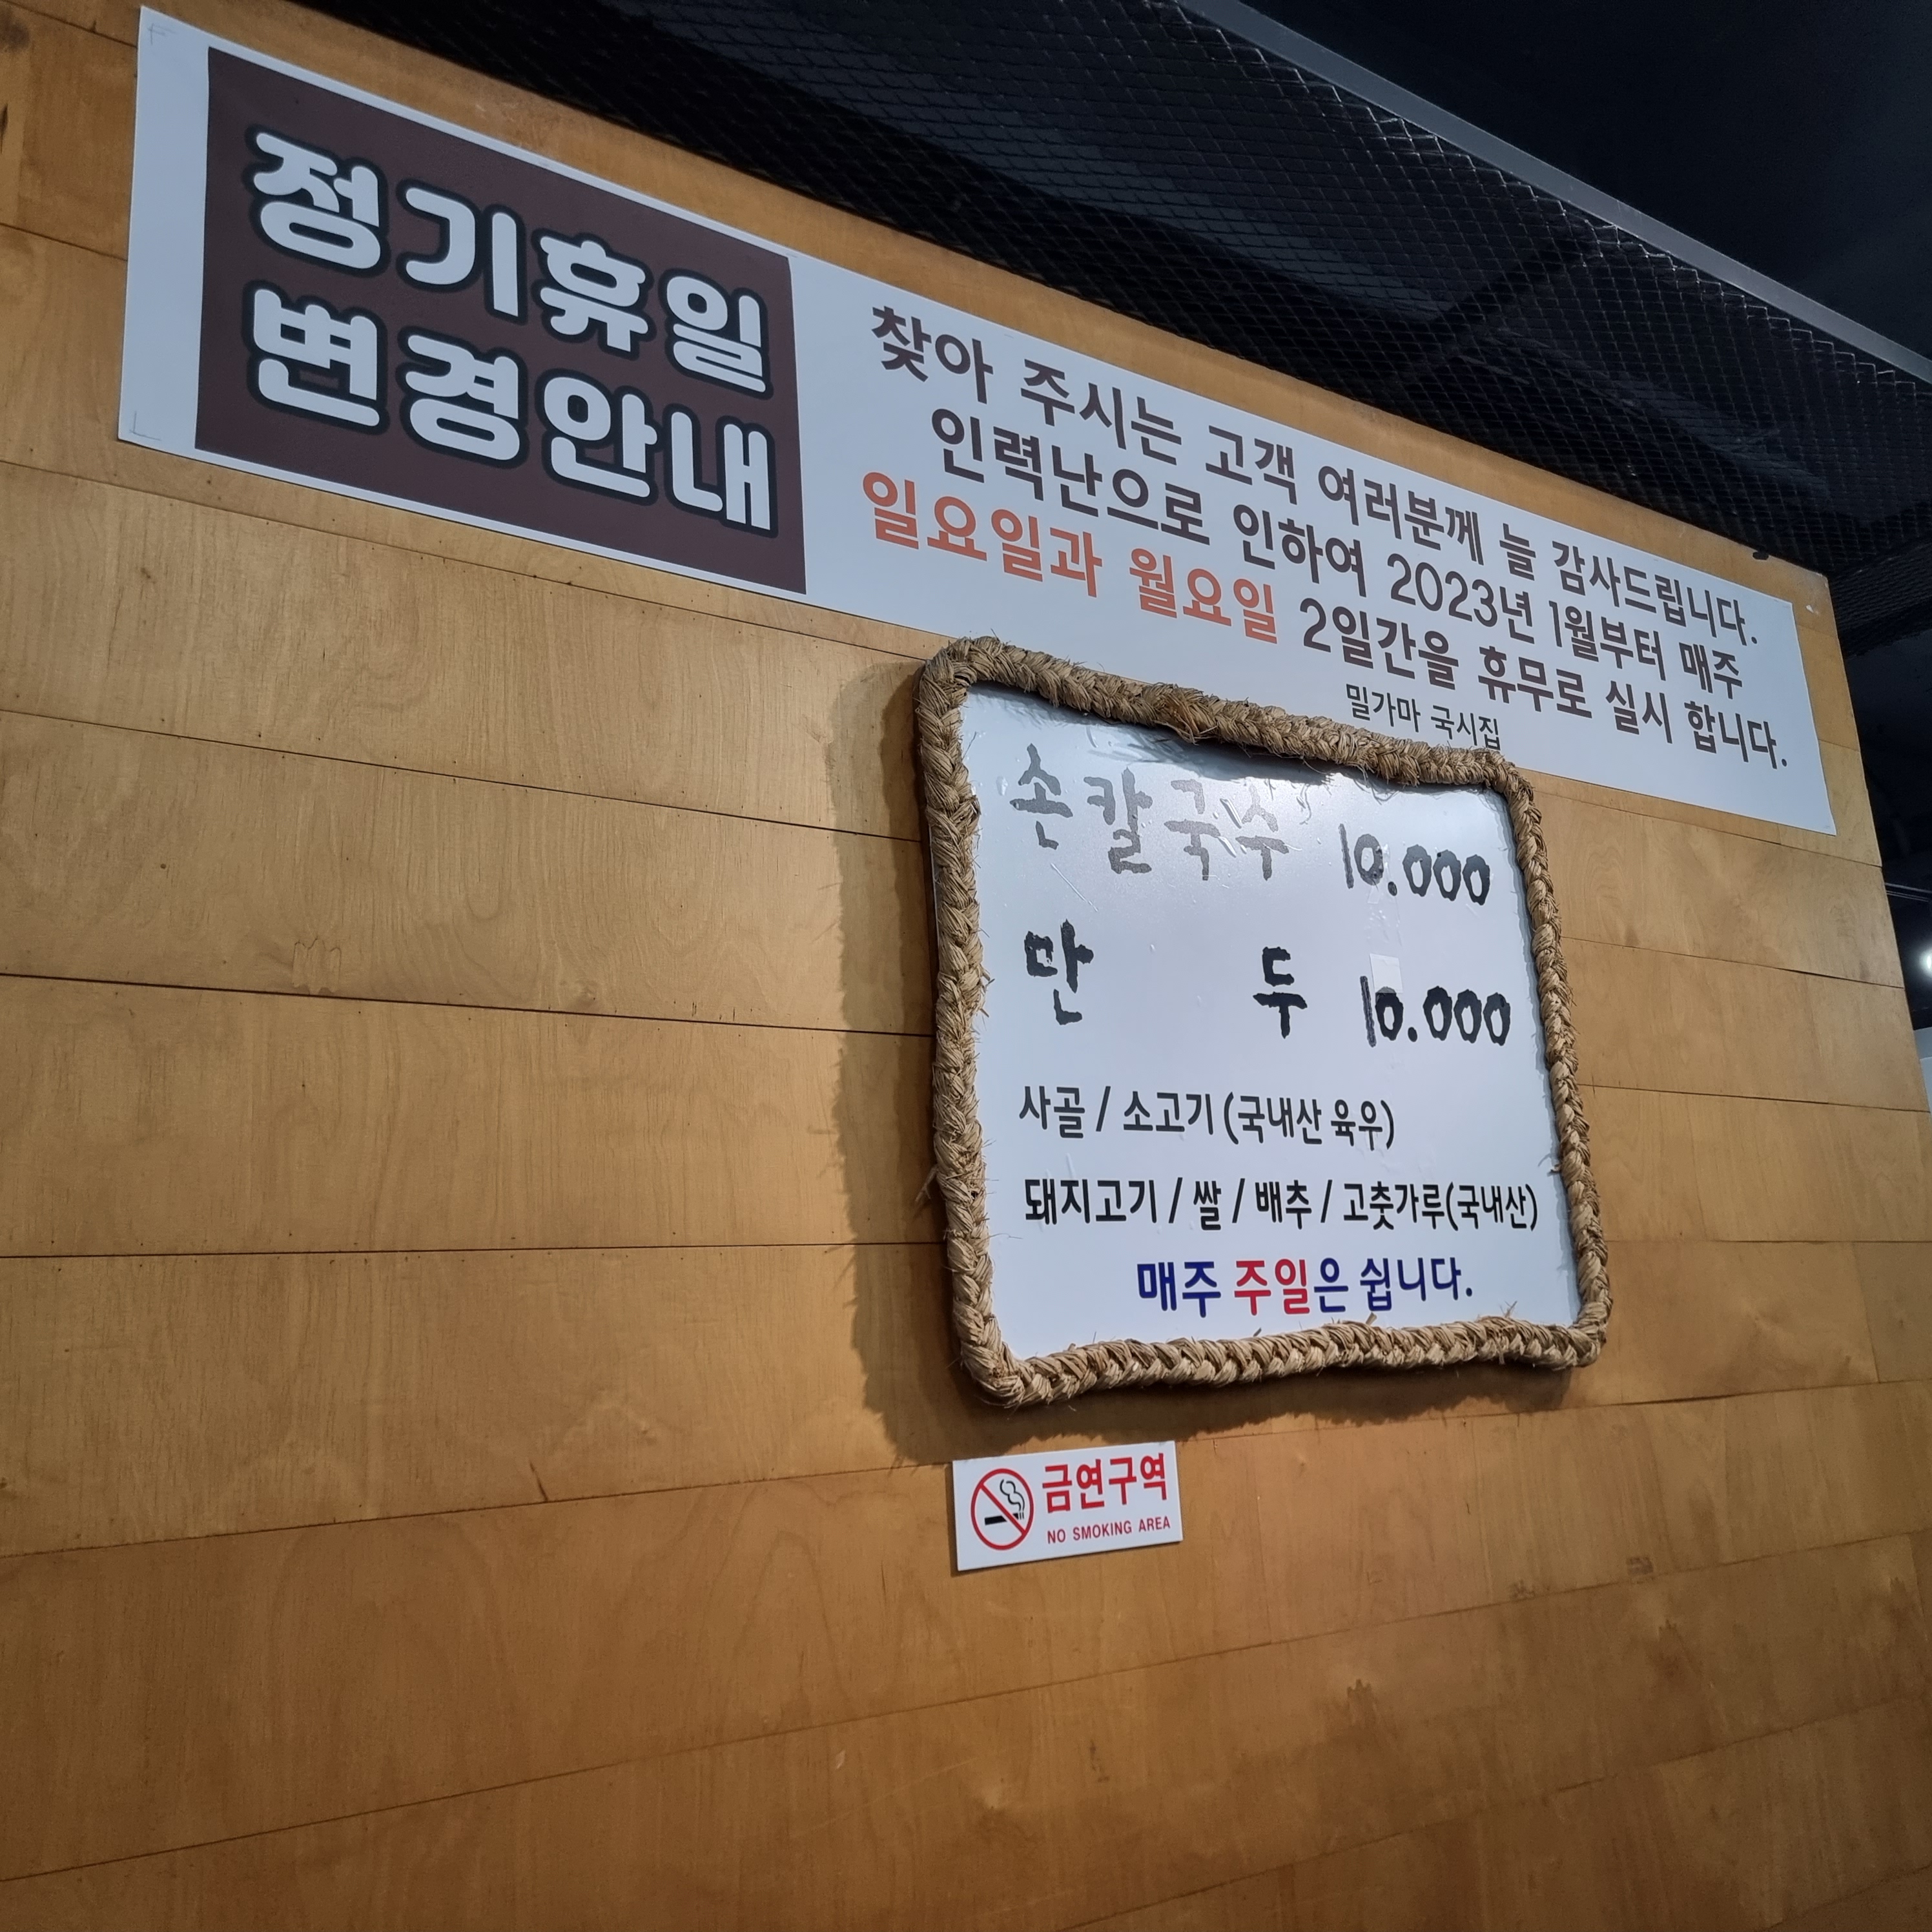 정기휴일
변경안내
찾아 주시는 고객 여러분께 늘 감사드립니다.
인력난으로 인하여 2023년 1월부터 매주
일요일과 월요일 2일간을 휴무로 실시 합니다.
밀가마 국시집
손칼국수 10.000
만 두 10.000
사골 / 소고기 (국내산 육우)
돼지고기 / 쌀 / 배추 / 고춧가루(국내산)
매주 주일은 쉽니다.
금연구역
NO SMOKING AREA